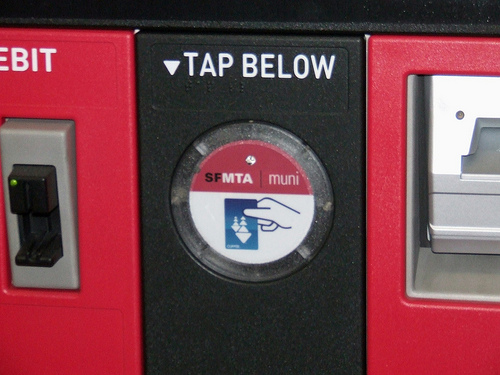 EBIT
TAP BELOW
SFMTA muni